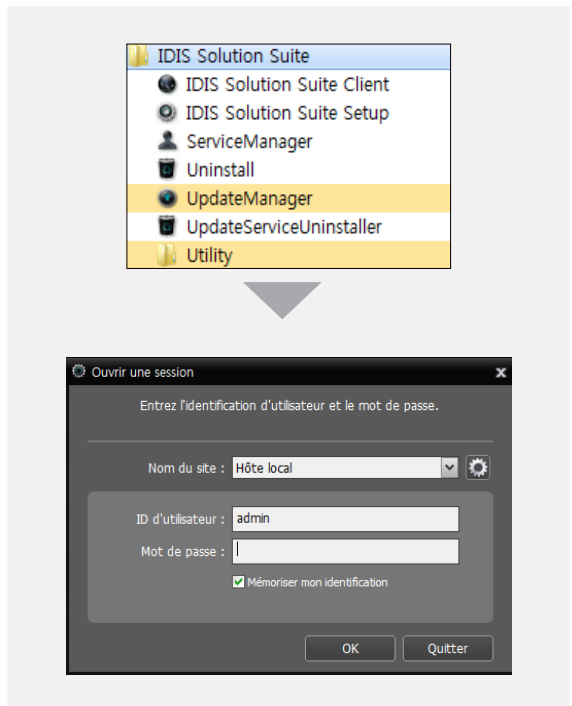 IDIS Solution Suite
IDIS Solution Suite Client
IDIS Solution Suite Setup
ServiceManager
Uninstall
UpdateManager
UpdateServiceUninstaller
Utility
Ouvrir une session
Entrez l'identification d'utilisateur et le mot de passe.
Nom du site : Hôte local
ID d'utilisateur : admin
Mot de passe :
Mémoriser mon identification
OK Quitter